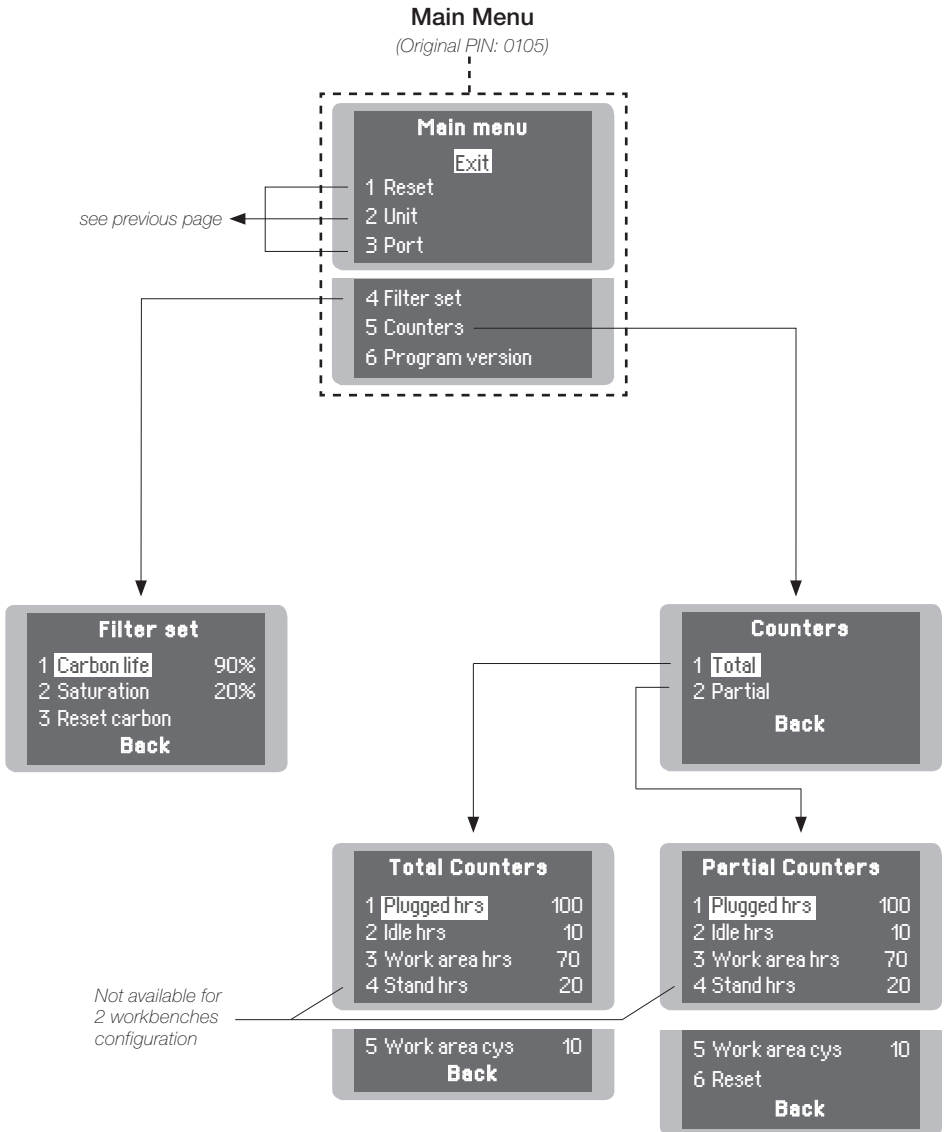 Main Menu
(Original PIN: 0105)
Main menu
Exit
1 Reset
2 Unit
3 Port
see previous page
4 Filter set
5 Counters
6 Program version
Filter set
1 Carbon life 90%
2 Saturation 20%
3 Reset carbon
Back
Counters
1 Total
2 Partial
Back
Total Counters
1 Plugged hrs 100
2 Idle hrs 10
3 Work area hrs 70
4 Stand hrs 20
5 Work area cys 10
Back
Partial Counters
1 Plugged hrs 100
2 Idle hrs 10
3 Work area hrs 70
4 Stand hrs 20
5 Work area cys 10
6 Reset
Back
Not available for
2 workbenches
configuration